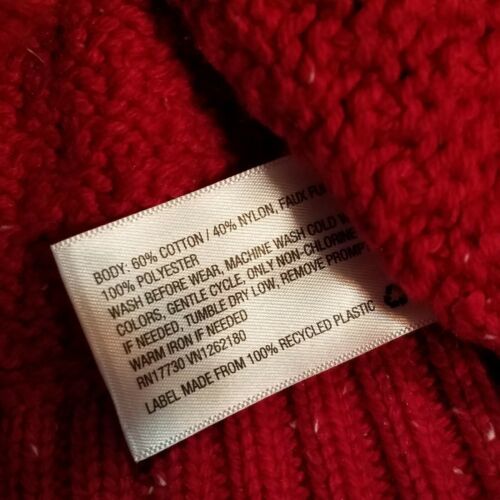 BODY: 60% COTTON / 40% NYLON, FAUX FUR
100% POLYESTER
WASH BEFORE WEAR, MACHINE WASH COLD W
COLORS, GENTLE CYCLE, ONLY NON-CHLORINE
IF NEEDED, TUMBLE DRY LOW, REMOVE PROMPT
WARM IRON IF NEEDED
RN17730 VN1262180
LABEL MADE FROM 100% RECYCLED PLASTIC